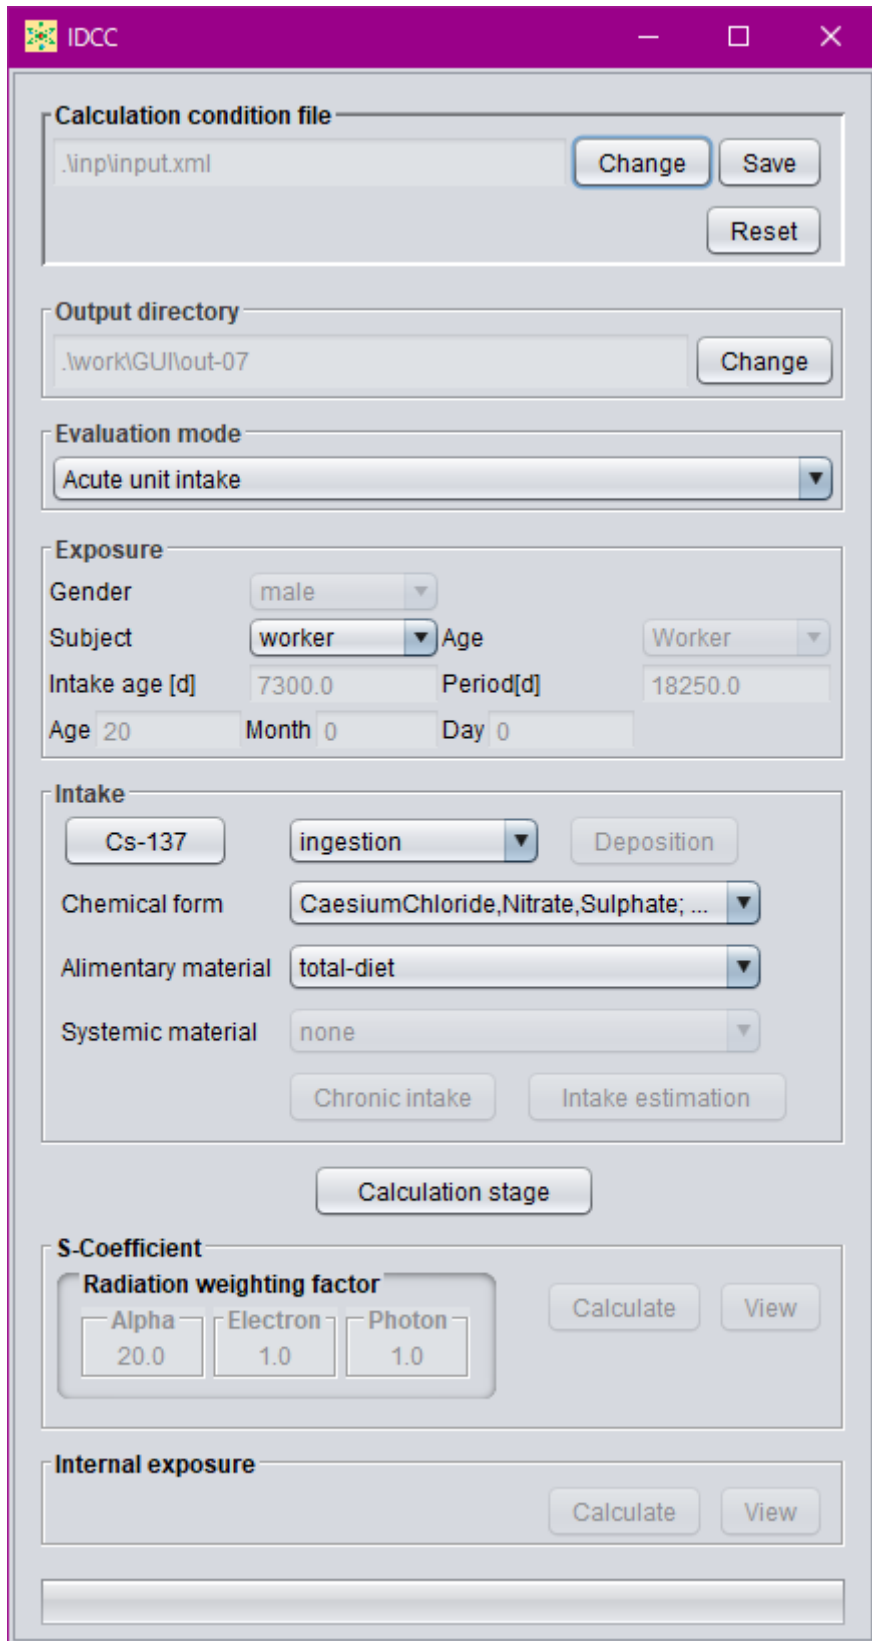 IDCC
Calculation condition file
.\inp\input.xml Change Save
Reset
Output directory
.\work\GUI\out-07 Change
Evaluation mode
Acute unit intake
Exposure
Gender male
Subject worker Age Worker
Intake age [d] 7300.0 Period[d] 18250.0
Age 20 Month 0 Day 0
Intake
Cs-137 ingestion Deposition
Chemical form CaesiumChloride,Nitrate,Sulphate; ...
Alimentary material total-diet
Systemic material none
Chronic intake Intake estimation
Calculation stage
S-Coefficient
Radiation weighting factor
Alpha Electron Photon
20.0 1.0 1.0
Calculate View
Internal exposure
Calculate View